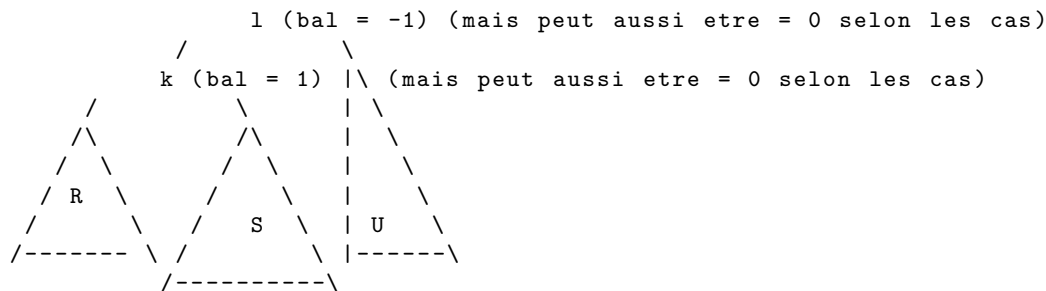 l (bal = -1) (mais peut aussi etre = 0 selon les cas)
k (bal = 1) (mais peut aussi etre = 0 selon les cas)
R
S U